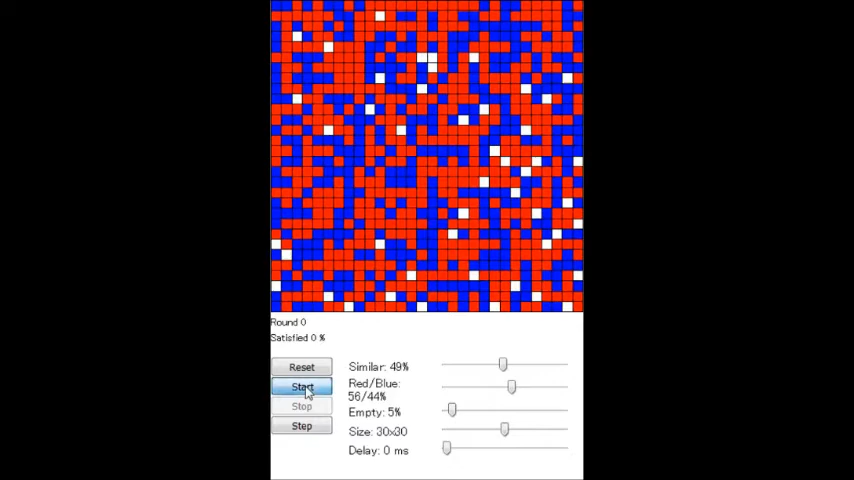 Round 0
Satisfied 0 %
Reset
Start
Stop
Step
Similar: 49%
Red/Blue:
56/44%
Empty: 5%
Size: 30x30
Delay: 0 ms